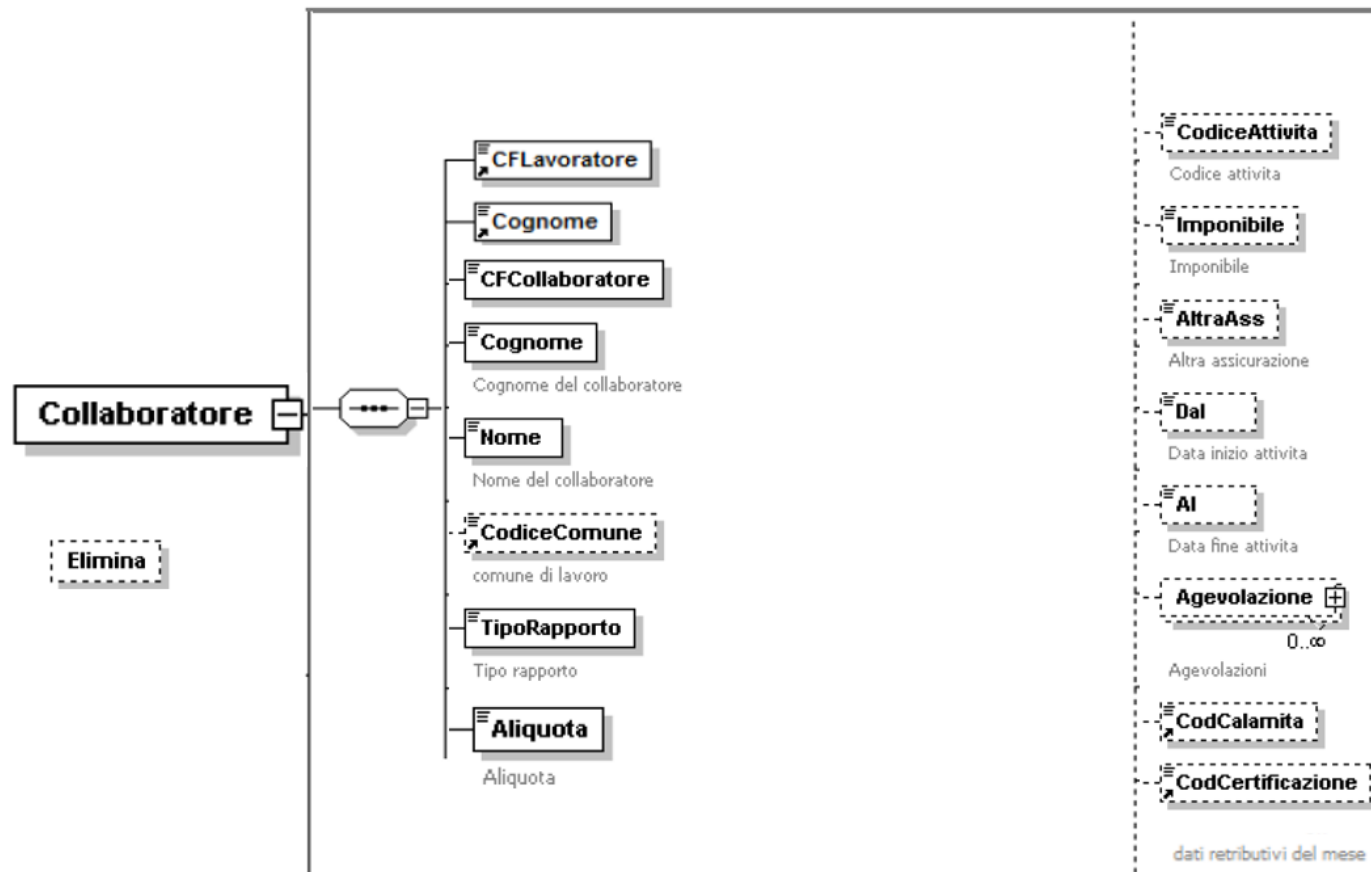 Collaboratore
Elimina
CFLavoratore
Cognome
CFCollaboratore
Cognome
Cognome del collaboratore
Nome
Nome del collaboratore
CodiceComune
comune di lavoro
TipoRapporto
Tipo rapporto
Aliquota
Aliquota
CodiceAttivita
Codice attivita
Imponibile
Imponibile
AltraAss
Altra assicurazione
Dal
Data inizio attivita
Al
Data fine attivita
Agevolazione
0..∞
Agevolazioni
CodCalamita
CodCertificazione
dati retributivi del mese